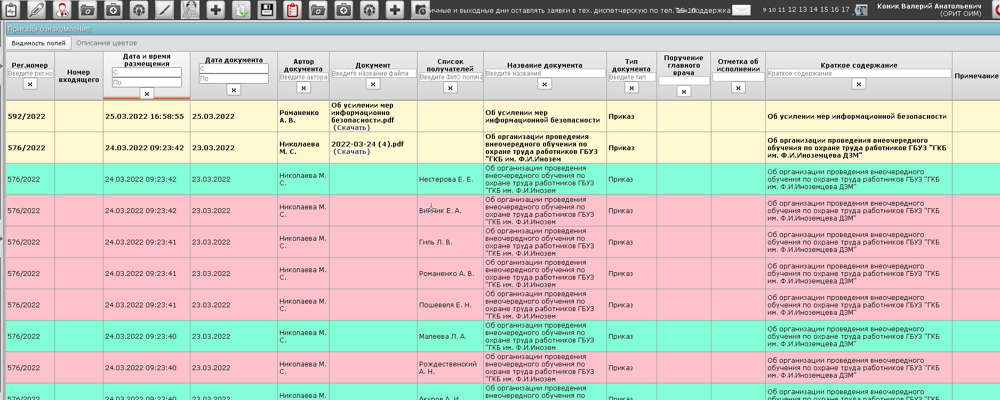 ичные и выходные дни оставлять заявки в тех. диспетчерскую по тел.
9 10 11 12 13 14 15 16 17
Коник Валерий Анатольевич
(ОРИТ ОИМ)
Приказы-ознакомление:
Видимость полей Описание цветов
Рег.номер
Введите рег.но
x
Номер
входящего
Дата и время
размещения
С
По
x
Дата документа
С
По
x
Автор
документа
Введите автора
x
Документ
Введите название файла
x
Список
получателей
Введите ФИО получа
x
Название документа
Введите название
x
Тип
документа
Введите тип
x
Поручение
главного
врача
x
Отметка об
исполнении
x
Краткое содержание
Краткое содержание
x
Примечание
592/2022
25.03.2022 16:58:55
25.03.2022
Романенко
А. В.
Об усилении мер
информационно
безопасности.pdf
(Скачать)
Об усилении мер
информационной безопасности
Приказ
Об усилении мер информационной безопасности
576/2022
24.03.2022 09:23:42
23.03.2022
Николаева
М. С.
2022-03-24 (4).pdf
(Скачать)
Об организации проведения
внеочередного обучения по
охране труда работников ГБУЗ
"ГКБ им. Ф.И.Инозем
Приказ
Об организации проведения внеочередного
обучения по охране труда работников ГБУЗ "ГКБ
им. Ф.И.Иноземцева ДЗМ"
576/2022
24.03.2022 09:23:42
23.03.2022
Николаева М.
С.
Нестерова Е. Е.
Об организации проведения
внеочередного обучения по
охране труда работников ГБУЗ
"ГКБ им. Ф.И.Инозем
Приказ
Об организации проведения внеочередного
обучения по охране труда работников ГБУЗ "ГКБ
им. Ф.И.Иноземцева ДЗМ"
576/2022
24.03.2022 09:23:42
23.03.2022
Николаева М.
С.
Е. А.
Об организации проведения
внеочередного обучения по
охране труда работников ГБУЗ
"ГКБ им. Ф.И.Инозем
Приказ
Об организации проведения внеочередного
обучения по охране труда работников ГБУЗ "ГКБ
им. Ф.И.Иноземцева ДЗМ"
576/2022
24.03.2022 09:23:41
23.03.2022
Николаева М.
С.
Гиль Л. В.
Об организации проведения
внеочередного обучения по
охране труда работников ГБУЗ
"ГКБ им. Ф.И.Инозем
Приказ
Об организации проведения внеочередного
обучения по охране труда работников ГБУЗ "ГКБ
им. Ф.И.Иноземцева ДЗМ"
576/2022
24.03.2022 09:23:41
23.03.2022
Николаева М.
С.
Романенко А. В.
Об организации проведения
внеочередного обучения по
охране труда работников ГБУЗ
"ГКБ им. Ф.И.Инозем
Приказ
Об организации проведения внеочередного
обучения по охране труда работников ГБУЗ "ГКБ
им. Ф.И.Иноземцева ДЗМ"
576/2022
24.03.2022 09:23:41
23.03.2022
Николаева М.
С.
Пошевеля Е. Н.
Об организации проведения
внеочередного обучения по
охране труда работников ГБУЗ
"ГКБ им. Ф.И.Инозем
Приказ
Об организации проведения внеочередного
обучения по охране труда работников ГБУЗ "ГКБ
им. Ф.И.Иноземцева ДЗМ"
576/2022
24.03.2022 09:23:40
23.03.2022
Николаева М.
С.
Малеева Л. А.
Об организации проведения
внеочередного обучения по
охране труда работников ГБУЗ
"ГКБ им. Ф.И.Инозем
Приказ
Об организации проведения внеочередного
обучения по охране труда работников ГБУЗ "ГКБ
им. Ф.И.Иноземцева ДЗМ"
576/2022
24.03.2022 09:23:40
23.03.2022
Николаева М.
С.
Рождественский
А. Н.
Об организации проведения
внеочередного обучения по
охране труда работников ГБУЗ
"ГКБ им. Ф.И.Инозем
Приказ
Об организации проведения внеочередного
обучения по охране труда работников ГБУЗ "ГКБ
им. Ф.И.Иноземцева ДЗМ"
576/2022
24.03.2022 09:23:40
23.03.2022
Николаева М.
Акуров А. И.
Об организации проведения
внеочередного обучения по
Приказ
Об организации проведения внеочередного
обучения по охране труда работников ГБУЗ "ГКБ